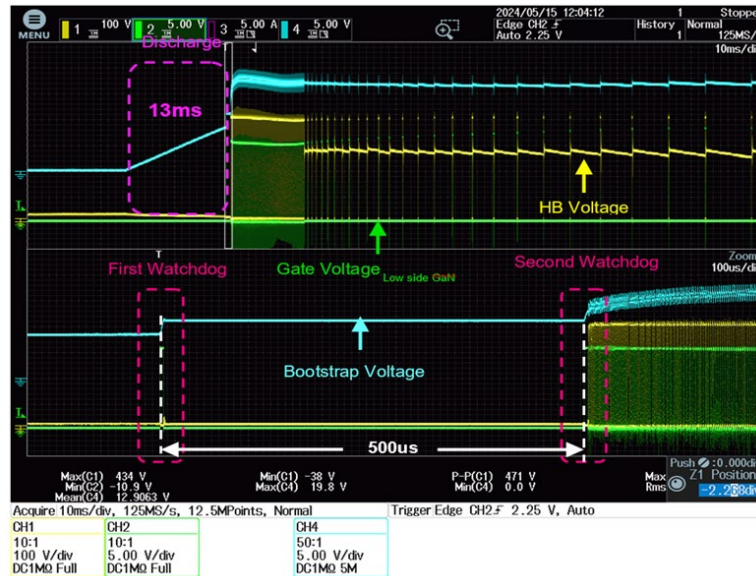 MENU
1 100 V 2 5.00 V 3 5.00 A 4 5.00 V
2024/05/15 12:04:12
Edge CH2
Auto 2.25 V
History
1
1 Stoppe
Normal
125MS/
10ms/div
Discharge
13ms
HB Voltage
Gate Voltage Low side GaN
Zoom
100us/di
T
First Watchdog
Second Watchdog
Bootstrap Voltage
500us
Max(C1) 434 V Min(C1) -38 V P-P(C1) 471 V Max
Min(C2) -10.9 V Max(C4) 19.8 V Min(C4) 0.0 V Rms
Mean(C4) 12.9063 V
Push :0.000di
Z1 Position
Acquire 10ms/div, 125MS/s, 12.5MPoints, Normal
Trigger Edge CH2 2.25 V, Auto
CH1 CH2 CH4
10:1 10:1 50:1
100 V/div 5.00 V/div 5.00 V/div
DC1MΩ Full DC1MΩ Full DC1MΩ 5M